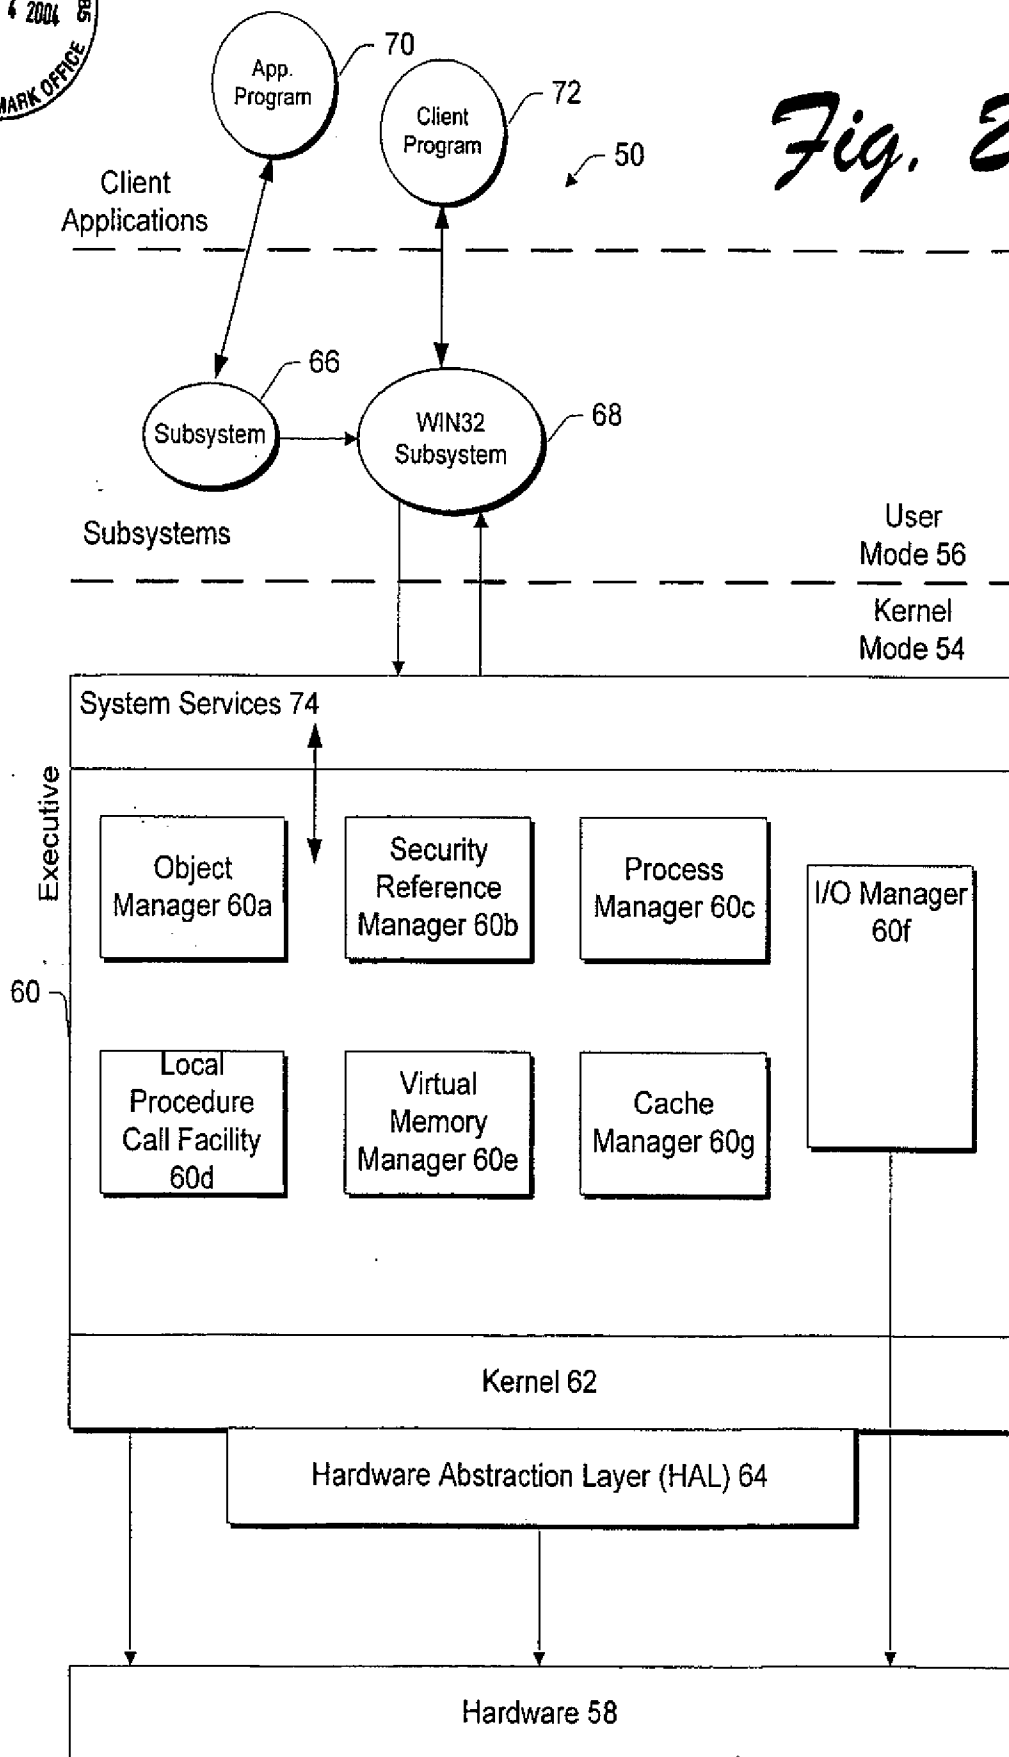 4 2004
MARK OFFICE
Fig. 2
App.
Program
70
Client
Program
72
50
Client
Applications
Subsystem
66
WIN32
Subsystem
68
Subsystems
User
Mode 56
Kernel
Mode 54
System Services 74
Executive
60
Object
Manager 60a
Security
Reference
Manager 60b
Process
Manager 60c
I/O Manager
60f
Local
Procedure
Call Facility
60d
Virtual
Memory
Manager 60e
Cache
Manager 60g
Kernel 62
Hardware Abstraction Layer (HAL) 64
Hardware 58